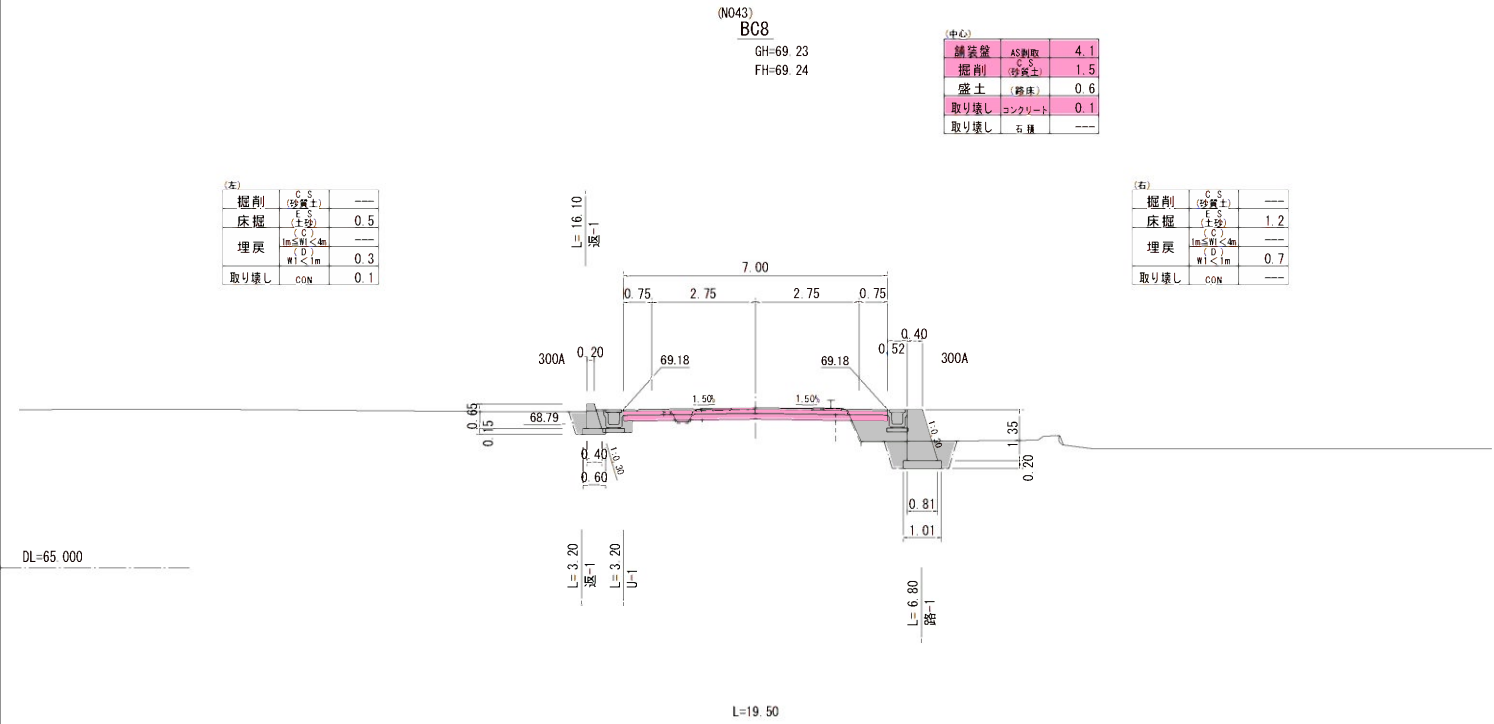 (NO43)
BC8
GH=69.23
FH=69.24
(中心)
舗装盤 AS剥取 4.1
掘削 C S (砂質土) 1.5
盛土 (路床) 0.6
取り壊し コンクリート 0.1
取り壊し 石積 ---
(左)
掘削 C S (砂質土) ---
床掘 E S (土砂) 0.5
埋戻 (C) 1m≦W1<4m ---
(D) W1<1m 0.3
取り壊し CON 0.1
(右)
掘削 C S (砂質土) ---
床掘 E S (土砂) 1.2
埋戻 (C) 1m≦W1<4m ---
(D) W1<1m 0.7
取り壊し CON ---
L=16.10
返-1
7.00
0.75 2.75 2.75 0.75
0.40
0.52
300A 0.20
69.18
69.18
300A
1.50%
1.50%
0.65
68.79
0.15
1:0.30
0.40
0.60
1:0.30
1.35
0.20
0.81
1.01
DL=65.000
L=3.20
返-1
L=3.20
U-1
L=6.80
路-1
L=19.50